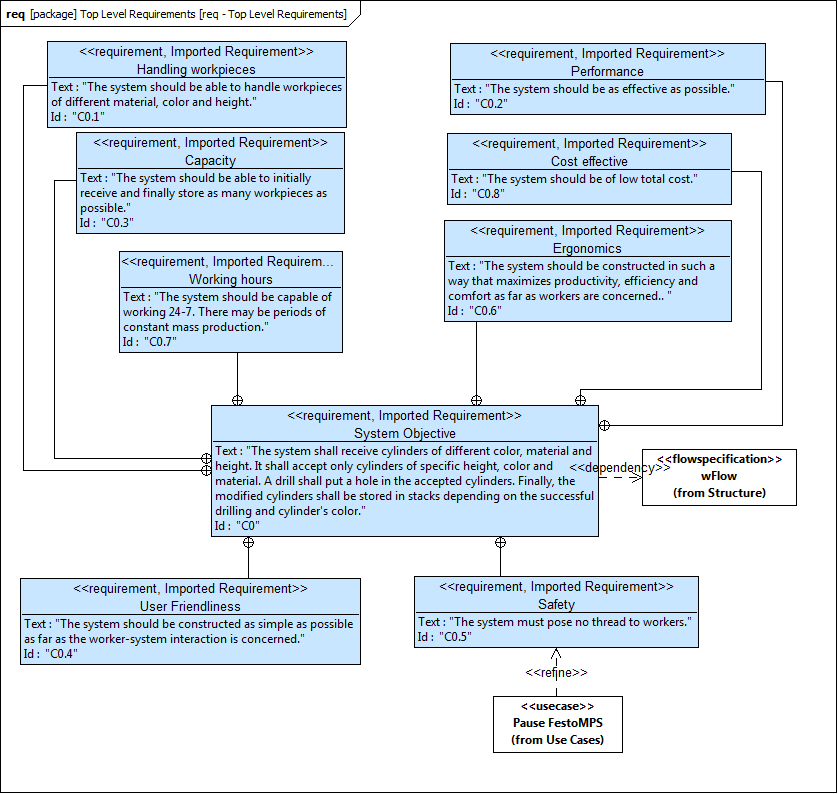 req [package] Top Level Requirements [req - Top Level Requirements]
<<requirement, Imported Requirement>>
Handling workpieces
Text : "The system should be able to handle workpieces
of different material, color and height."
Id : "C0.1"
<<requirement, Imported Requirement>>
Performance
Text : "The system should be as effective as possible."
Id : "C0.2"
<<requirement, Imported Requirement>>
Capacity
Text : "The system should be able to initially
receive and finally store as many workpieces as
possible."
Id : "C0.3"
<<requirement, Imported Requirement>>
Cost effective
Text : "The system should be of low total cost."
Id : "C0.8"
<<requirement, Imported Requirem...
Working hours
Text : "The system should be capable of
working 24-7. There may be periods of
constant mass production."
Id : "C0.7"
<<requirement, Imported Requirement>>
Ergonomics
Text : "The system should be constructed in such a
way that maximizes productivity, efficiency and
comfort as far as workers are concerned.. "
Id : "C0.6"
<<requirement, Imported Requirement>>
System Objective
Text : "The system shall receive cylinders of different color, material and
height. It shall accept only cylinders of specific height, color and
material. A drill shall put a hole in the accepted cylinders. Finally, the
modified cylinders shall be stored in stacks depending on the successful
drilling and cylinder's color."
Id : "C0"
<<dependency>>
<<flowspecification>>
wFlow
(from Structure)
<<requirement, Imported Requirement>>
User Friendliness
Text : "The system should be constructed as simple as possible
as far as the worker-system interaction is concerned."
Id : "C0.4"
<<requirement, Imported Requirement>>
Safety
Text : "The system must pose no thread to workers."
Id : "C0.5"
<<refine>>
<<usecase>>
Pause FestoMPS
(from Use Cases)